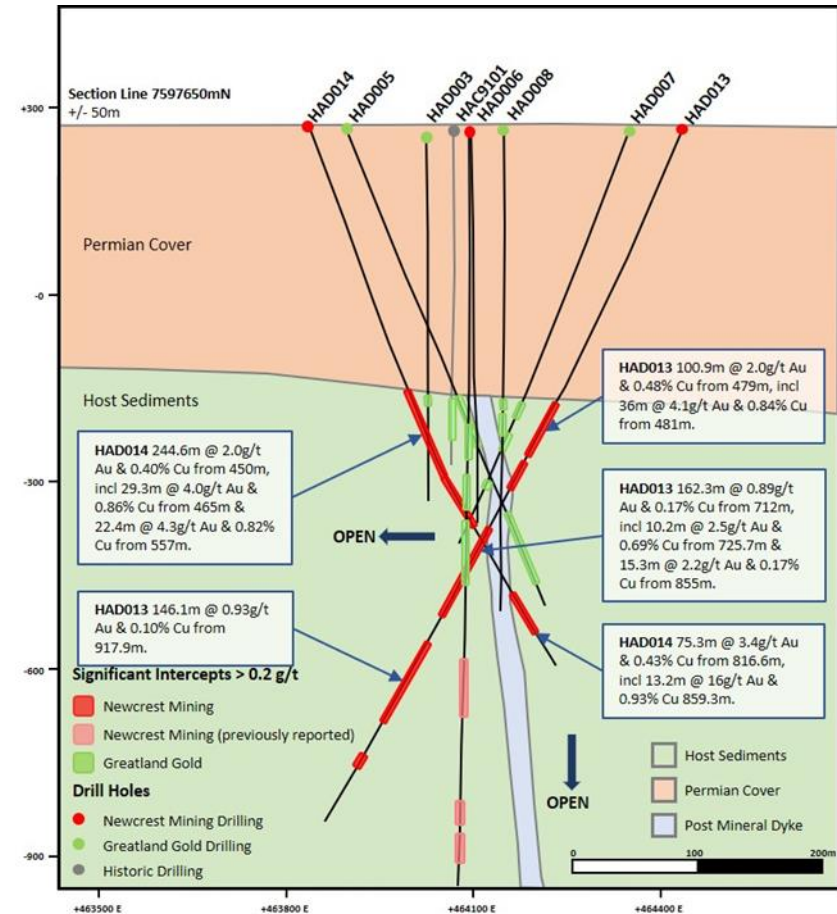 Section Line 7597650mN
+/- 50m
HAD014
HAD005
HAD003
HAC9101
HAD006
HAD008
HAD007
HAD013
+300
-0
-300
-600
-900
Permian Cover
Host Sediments
HAD014 244.6m @ 2.0g/t
Au & 0.40% Cu from 450m,
incl 29.3m @ 4.0g/t Au &
0.86% Cu from 465m &
22.4m @ 4.3g/t Au & 0.82%
Cu from 557m.
HAD013 146.1m @ 0.93g/t
Au & 0.10% Cu from
917.9m.
HAD013 100.9m @ 2.0g/t Au
& 0.48% Cu from 479m, incl
36m @ 4.1g/t Au & 0.84% Cu
from 481m.
HAD013 162.3m @ 0.89g/t
Au & 0.17% Cu from 712m,
incl 10.2m @ 2.5g/t Au &
0.69% Cu from 725.7m &
15.3m @ 2.2g/t Au & 0.17%
Cu from 855m.
HAD014 75.3m @ 3.4g/t Au
& 0.43% Cu from 816.6m,
incl 13.2m @ 16g/t Au &
0.93% Cu 859.3m.
OPEN
OPEN
Significant Intercepts > 0.2 g/t
Newcrest Mining
Newcrest Mining (previously reported)
Greatland Gold
Drill Holes
Newcrest Mining Drilling
Greatland Gold Drilling
Historic Drilling
Host Sediments
Permian Cover
Post Mineral Dyke
0 100 200m
+463500 E
+463800 E
+464100 E
+464400 E